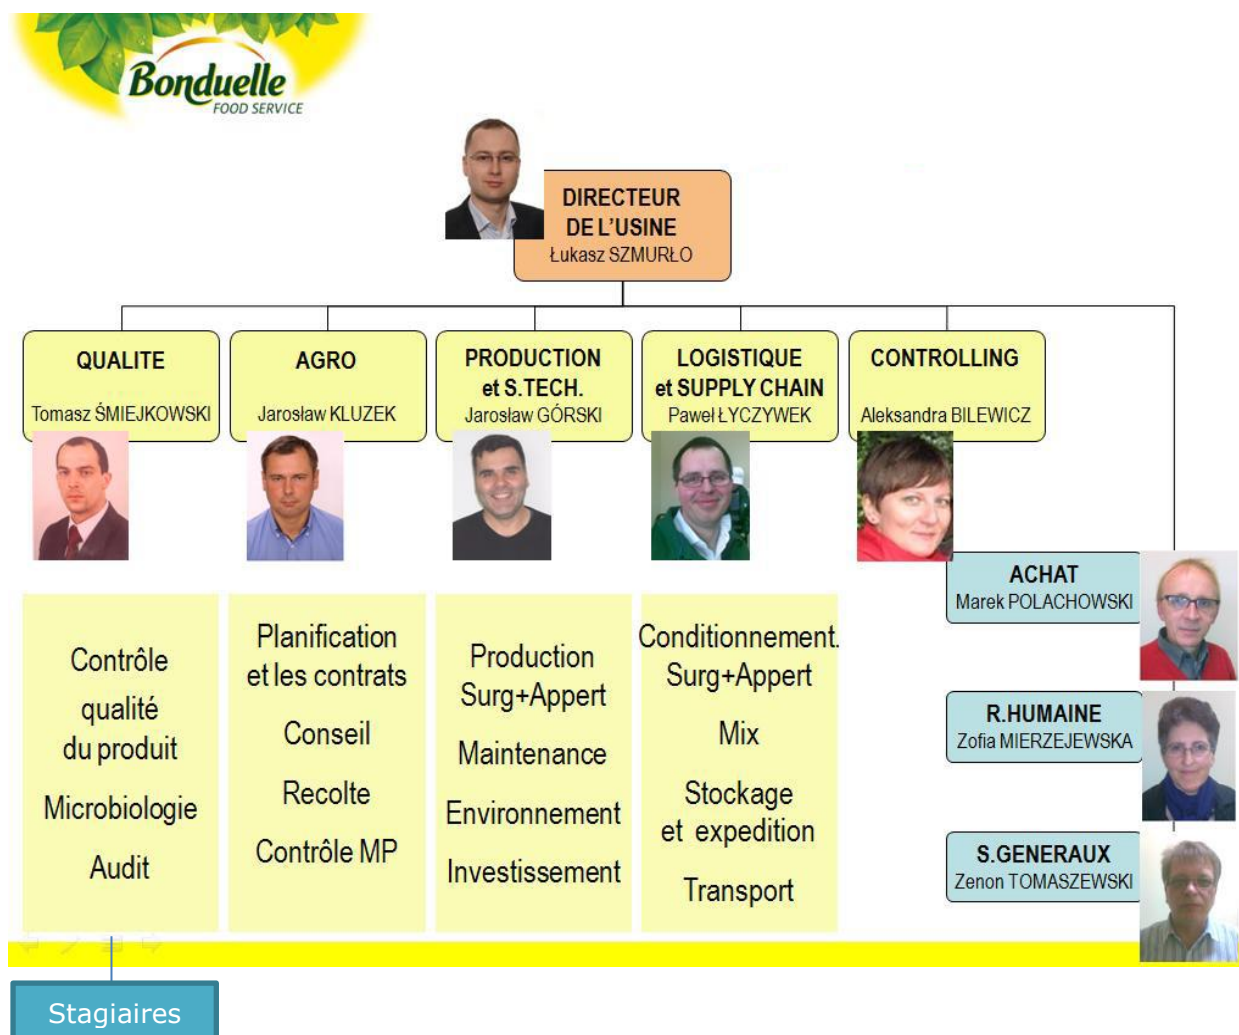 Bonduelle
FOOD SERVICE
DIRECTEUR
DE L'USINE
Łukasz SZMURŁO
QUALITE
Tomasz ŚMIEJKOWSKI
AGRO
Jarosław KLUZEK
PRODUCTION
et S.TECH.
Jarosław GÓRSKI
LOGISTIQUE
et SUPPLY CHAIN
Paweł ŁYCZYWEK
CONTROLLING
Aleksandra BILEWICZ
ACHAT
Marek POLACHOWSKI
R.HUMAINE
Zofia MIERZEJEWSKA
S.GENERAUX
Zenon TOMASZEWSKI
Contrôle
qualité
du produit
Microbiologie
Audit
Planification
et les contrats
Conseil
Recolte
Contrôle MP
Production
Surg+Appert
Maintenance
Environnement
Investissement
Conditionnement.
Surg+Appert
Mix
Stockage
et expedition
Transport
Stagiaires